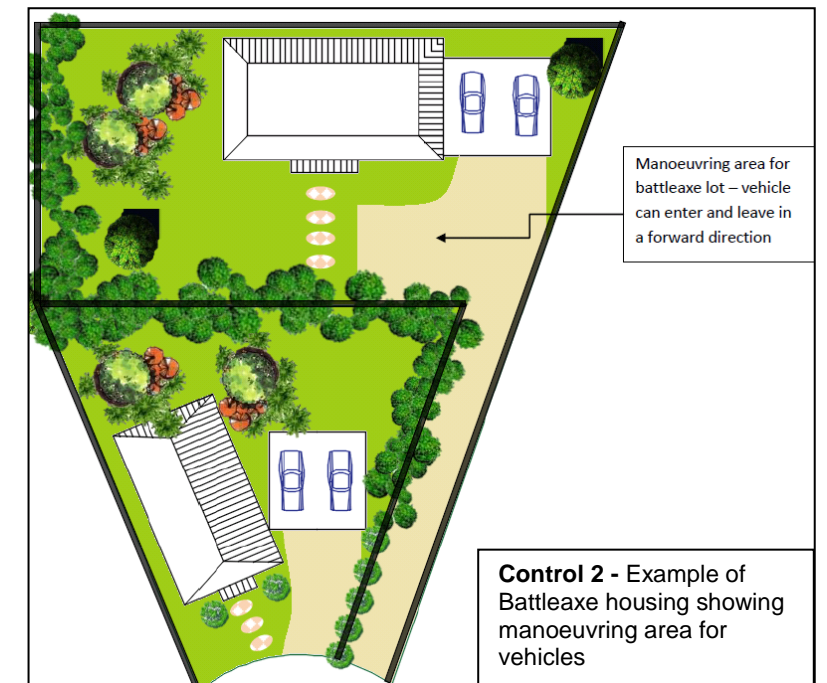 Manoeuvring area for
battleaxe lot – vehicle
can enter and leave in
a forward direction
Control 2 - Example of
Battleaxe housing showing
manoeuvring area for
vehicles